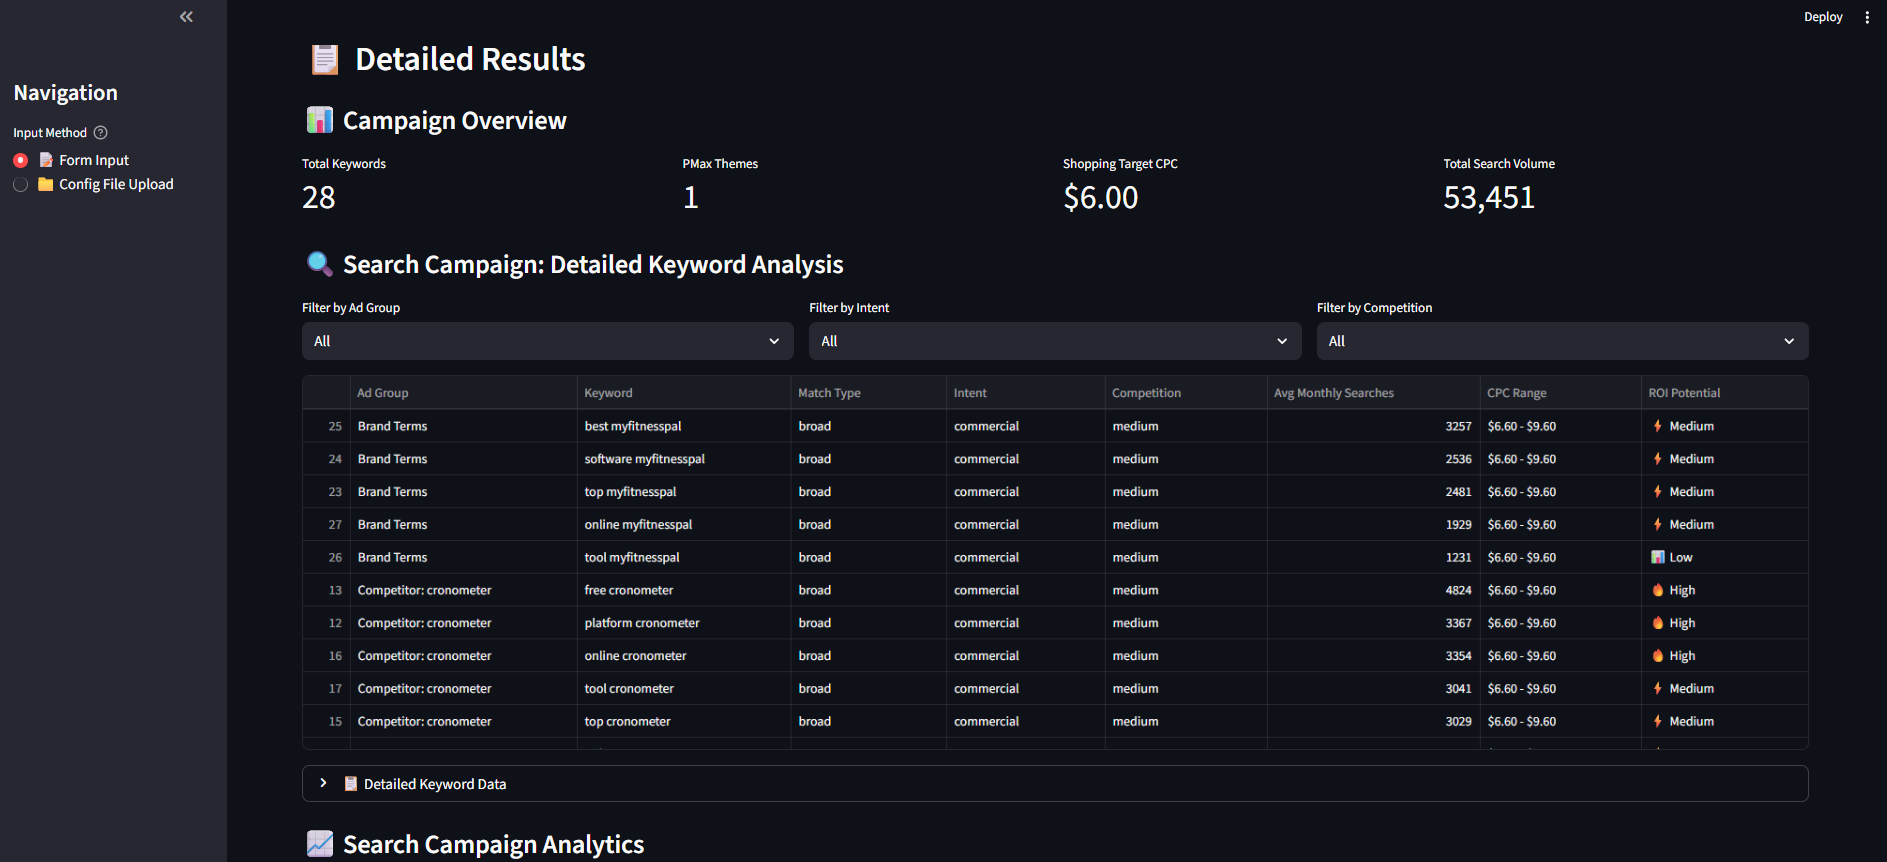 Deploy
Navigation
Input Method
Form Input
Config File Upload
Detailed Results
Campaign Overview
Total Keywords PMax Themes Shopping Target CPC Total Search Volume
28 1 $6.00 53,451
Search Campaign: Detailed Keyword Analysis
Filter by Ad Group Filter by Intent Filter by Competition
All All All
Ad Group Keyword Match Type Intent Competition Avg Monthly Searches CPC Range ROI Potential
25 Brand Terms best myfitnesspal broad commercial medium 3257 $6.60 - $9.60 Medium
24 Brand Terms software myfitnesspal broad commercial medium 2536 $6.60 - $9.60 Medium
23 Brand Terms top myfitnesspal broad commercial medium 2481 $6.60 - $9.60 Medium
27 Brand Terms online myfitnesspal broad commercial medium 1929 $6.60 - $9.60 Medium
26 Brand Terms tool myfitnesspal broad commercial medium 1231 $6.60 - $9.60 Low
13 Competitor: cronometer free cronometer broad commercial medium 4824 $6.60 - $9.60 High
12 Competitor: cronometer platform cronometer broad commercial medium 3367 $6.60 - $9.60 High
16 Competitor: cronometer online cronometer broad commercial medium 3354 $6.60 - $9.60 High
17 Competitor: cronometer tool cronometer broad commercial medium 3041 $6.60 - $9.60 Medium
15 Competitor: cronometer top cronometer broad commercial medium 3029 $6.60 - $9.60 Medium
Detailed Keyword Data
Search Campaign Analytics